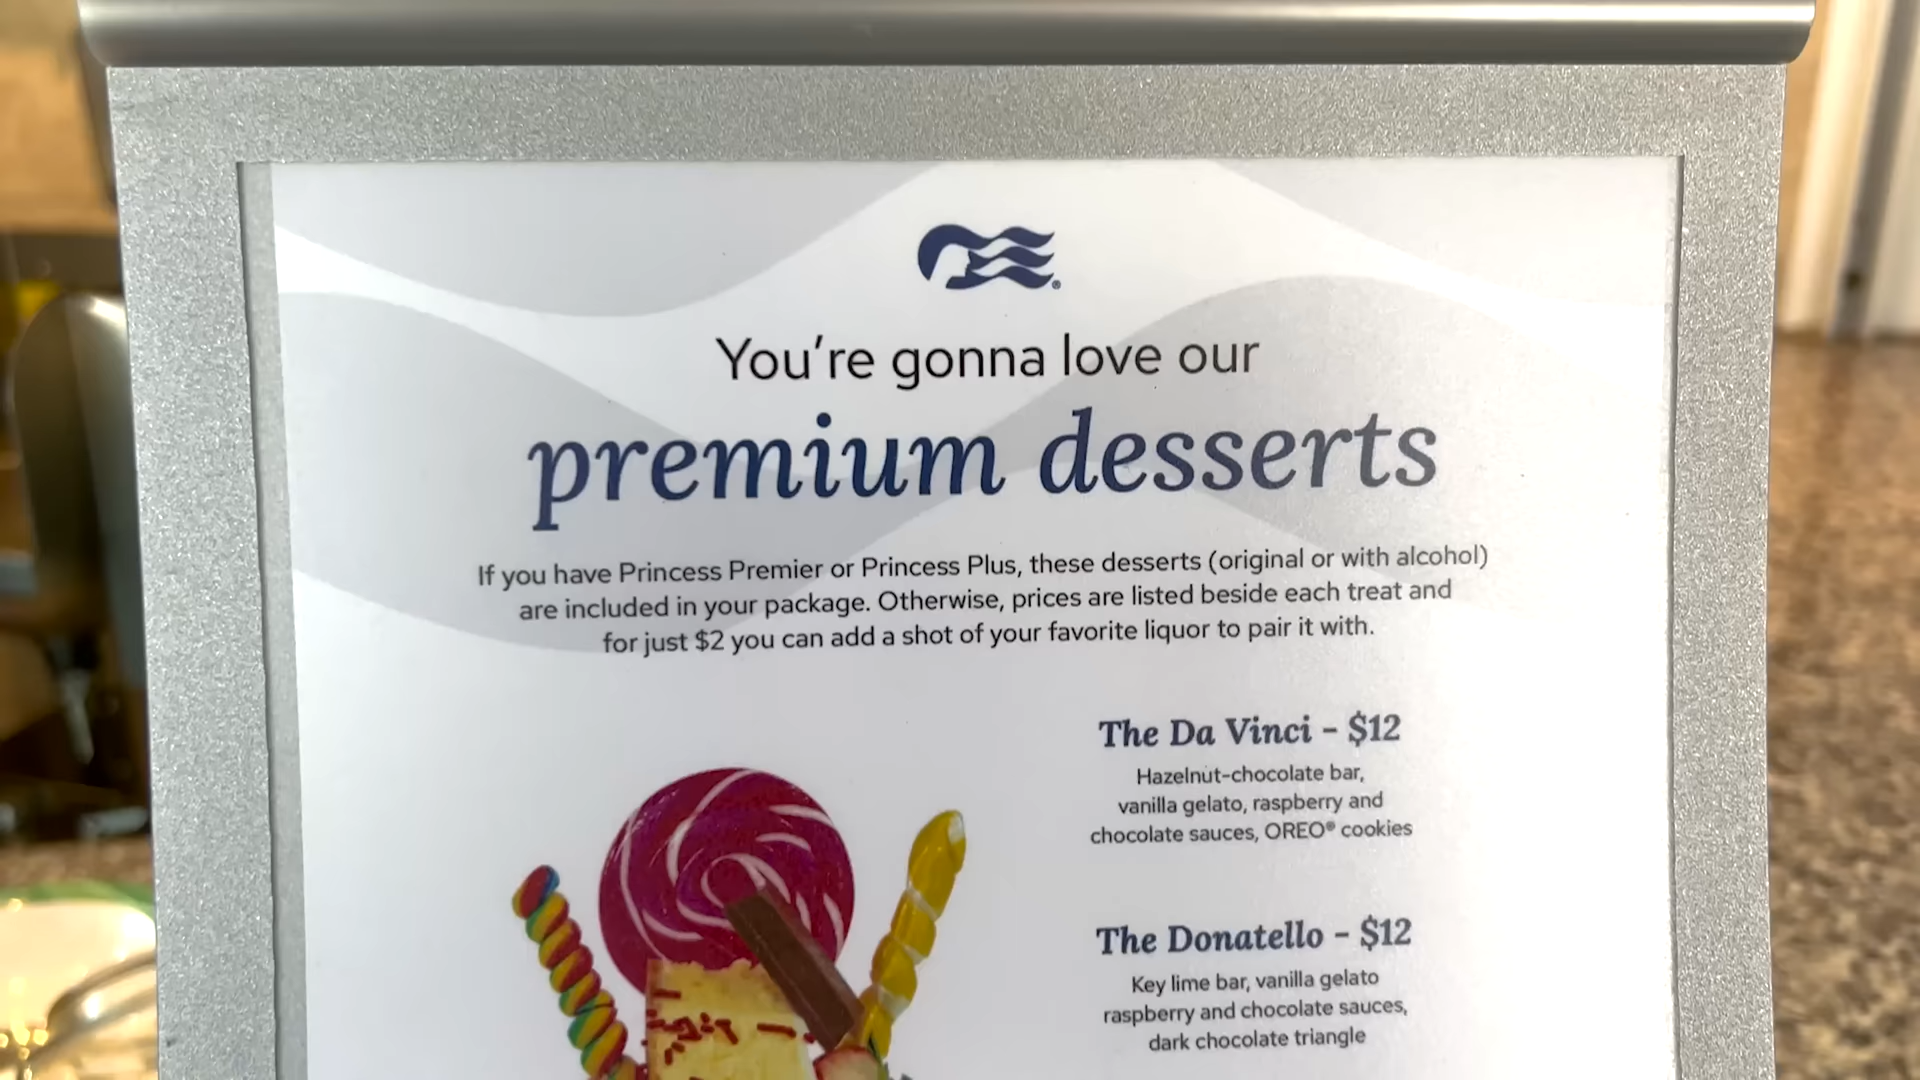 You're gonna love our
premium desserts
If you have Princess Premier or Princess Plus, these desserts (original or with alcohol)
are included in your package. Otherwise, prices are listed beside each treat and
for just $2 you can add a shot of your favorite liquor to pair it with.
The Da Vinci – $12
Hazelnut-chocolate bar,
vanilla gelato, raspberry and
chocolate sauces, OREO® cookies
The Donatello – $12
Key lime bar, vanilla gelato
raspberry and chocolate sauces,
dark chocolate triangle